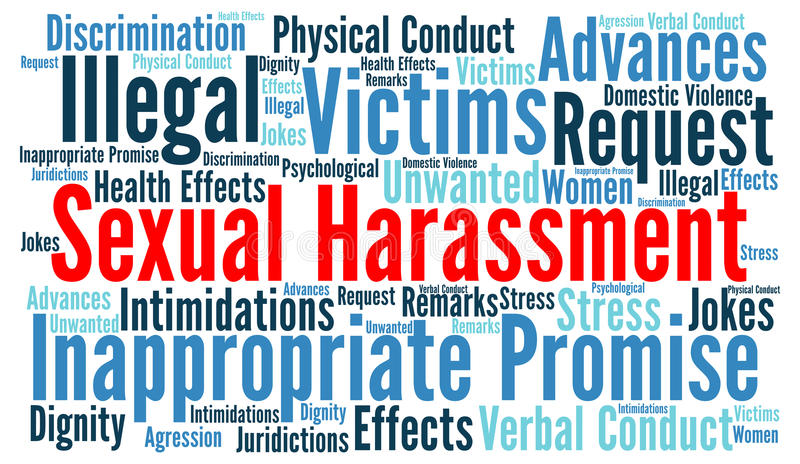 Discrimination Health Effects Physical Conduct Agression Verbal Conduct
Request Physical Conduct Dignity Health Effects Victims Advances
Illegal Effects Remarks Victims Domestic Violence
Illegal Jokes Request
Inappropriate Promise Discrimination Psychological Domestic Violence Inappropriate Promise
Juridictions Health Effects Unwanted Women Illegal Effects
Discrimination
Sexual Harassment
Jokes Stress
Advances Intimidations Advances Request Verbal Conduct Remarks Stress Psychological Stress Physical Conduct Jokes
Unwanted Unwanted Remarks
Inappropriate Promise
Dignity Intimidations Dignity Effects Verbal Conduct Intimidations Victims
Agression Juridictions Women